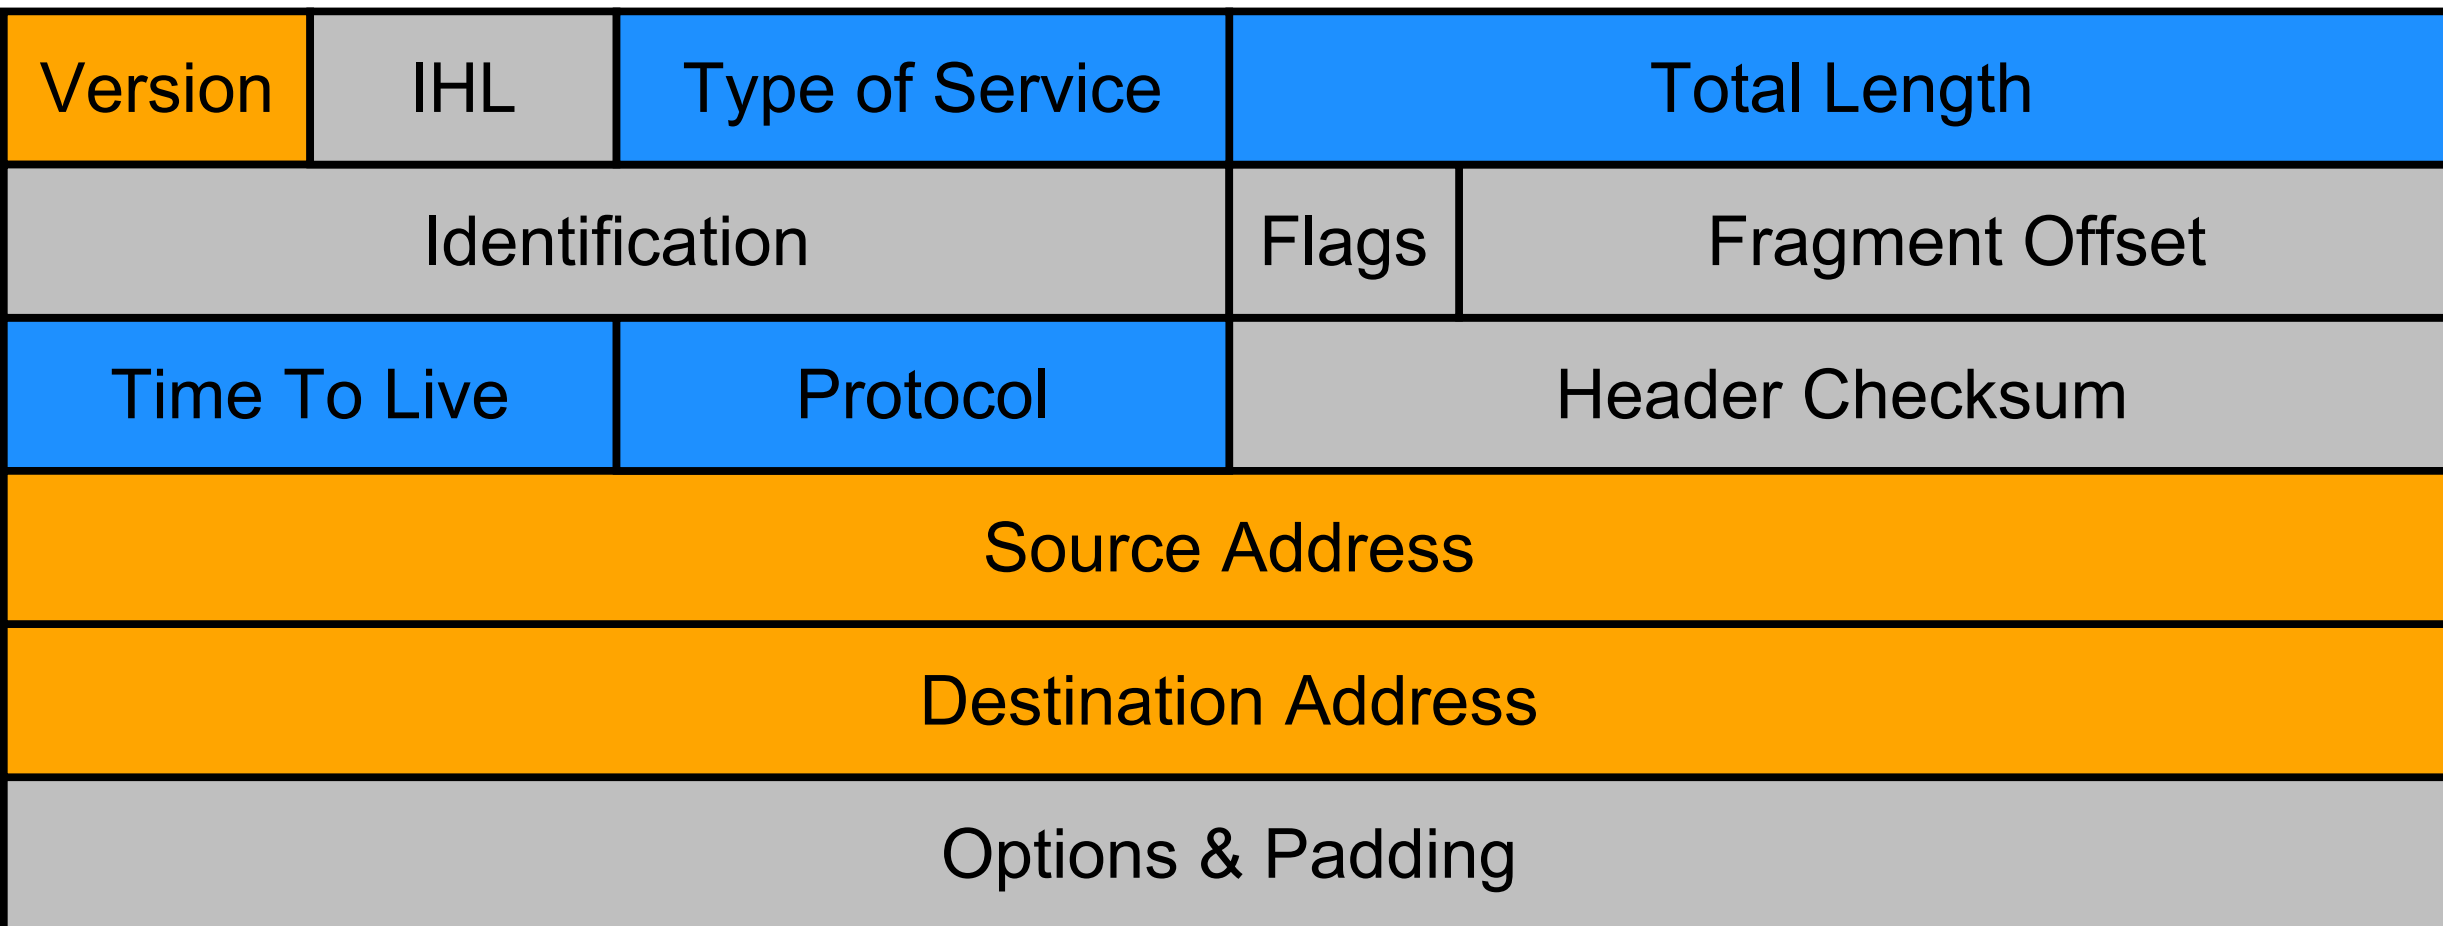 Version IHL Type of Service Total Length
Identification Flags Fragment Offset
Time To Live Protocol Header Checksum
Source Address
Destination Address
Options & Padding